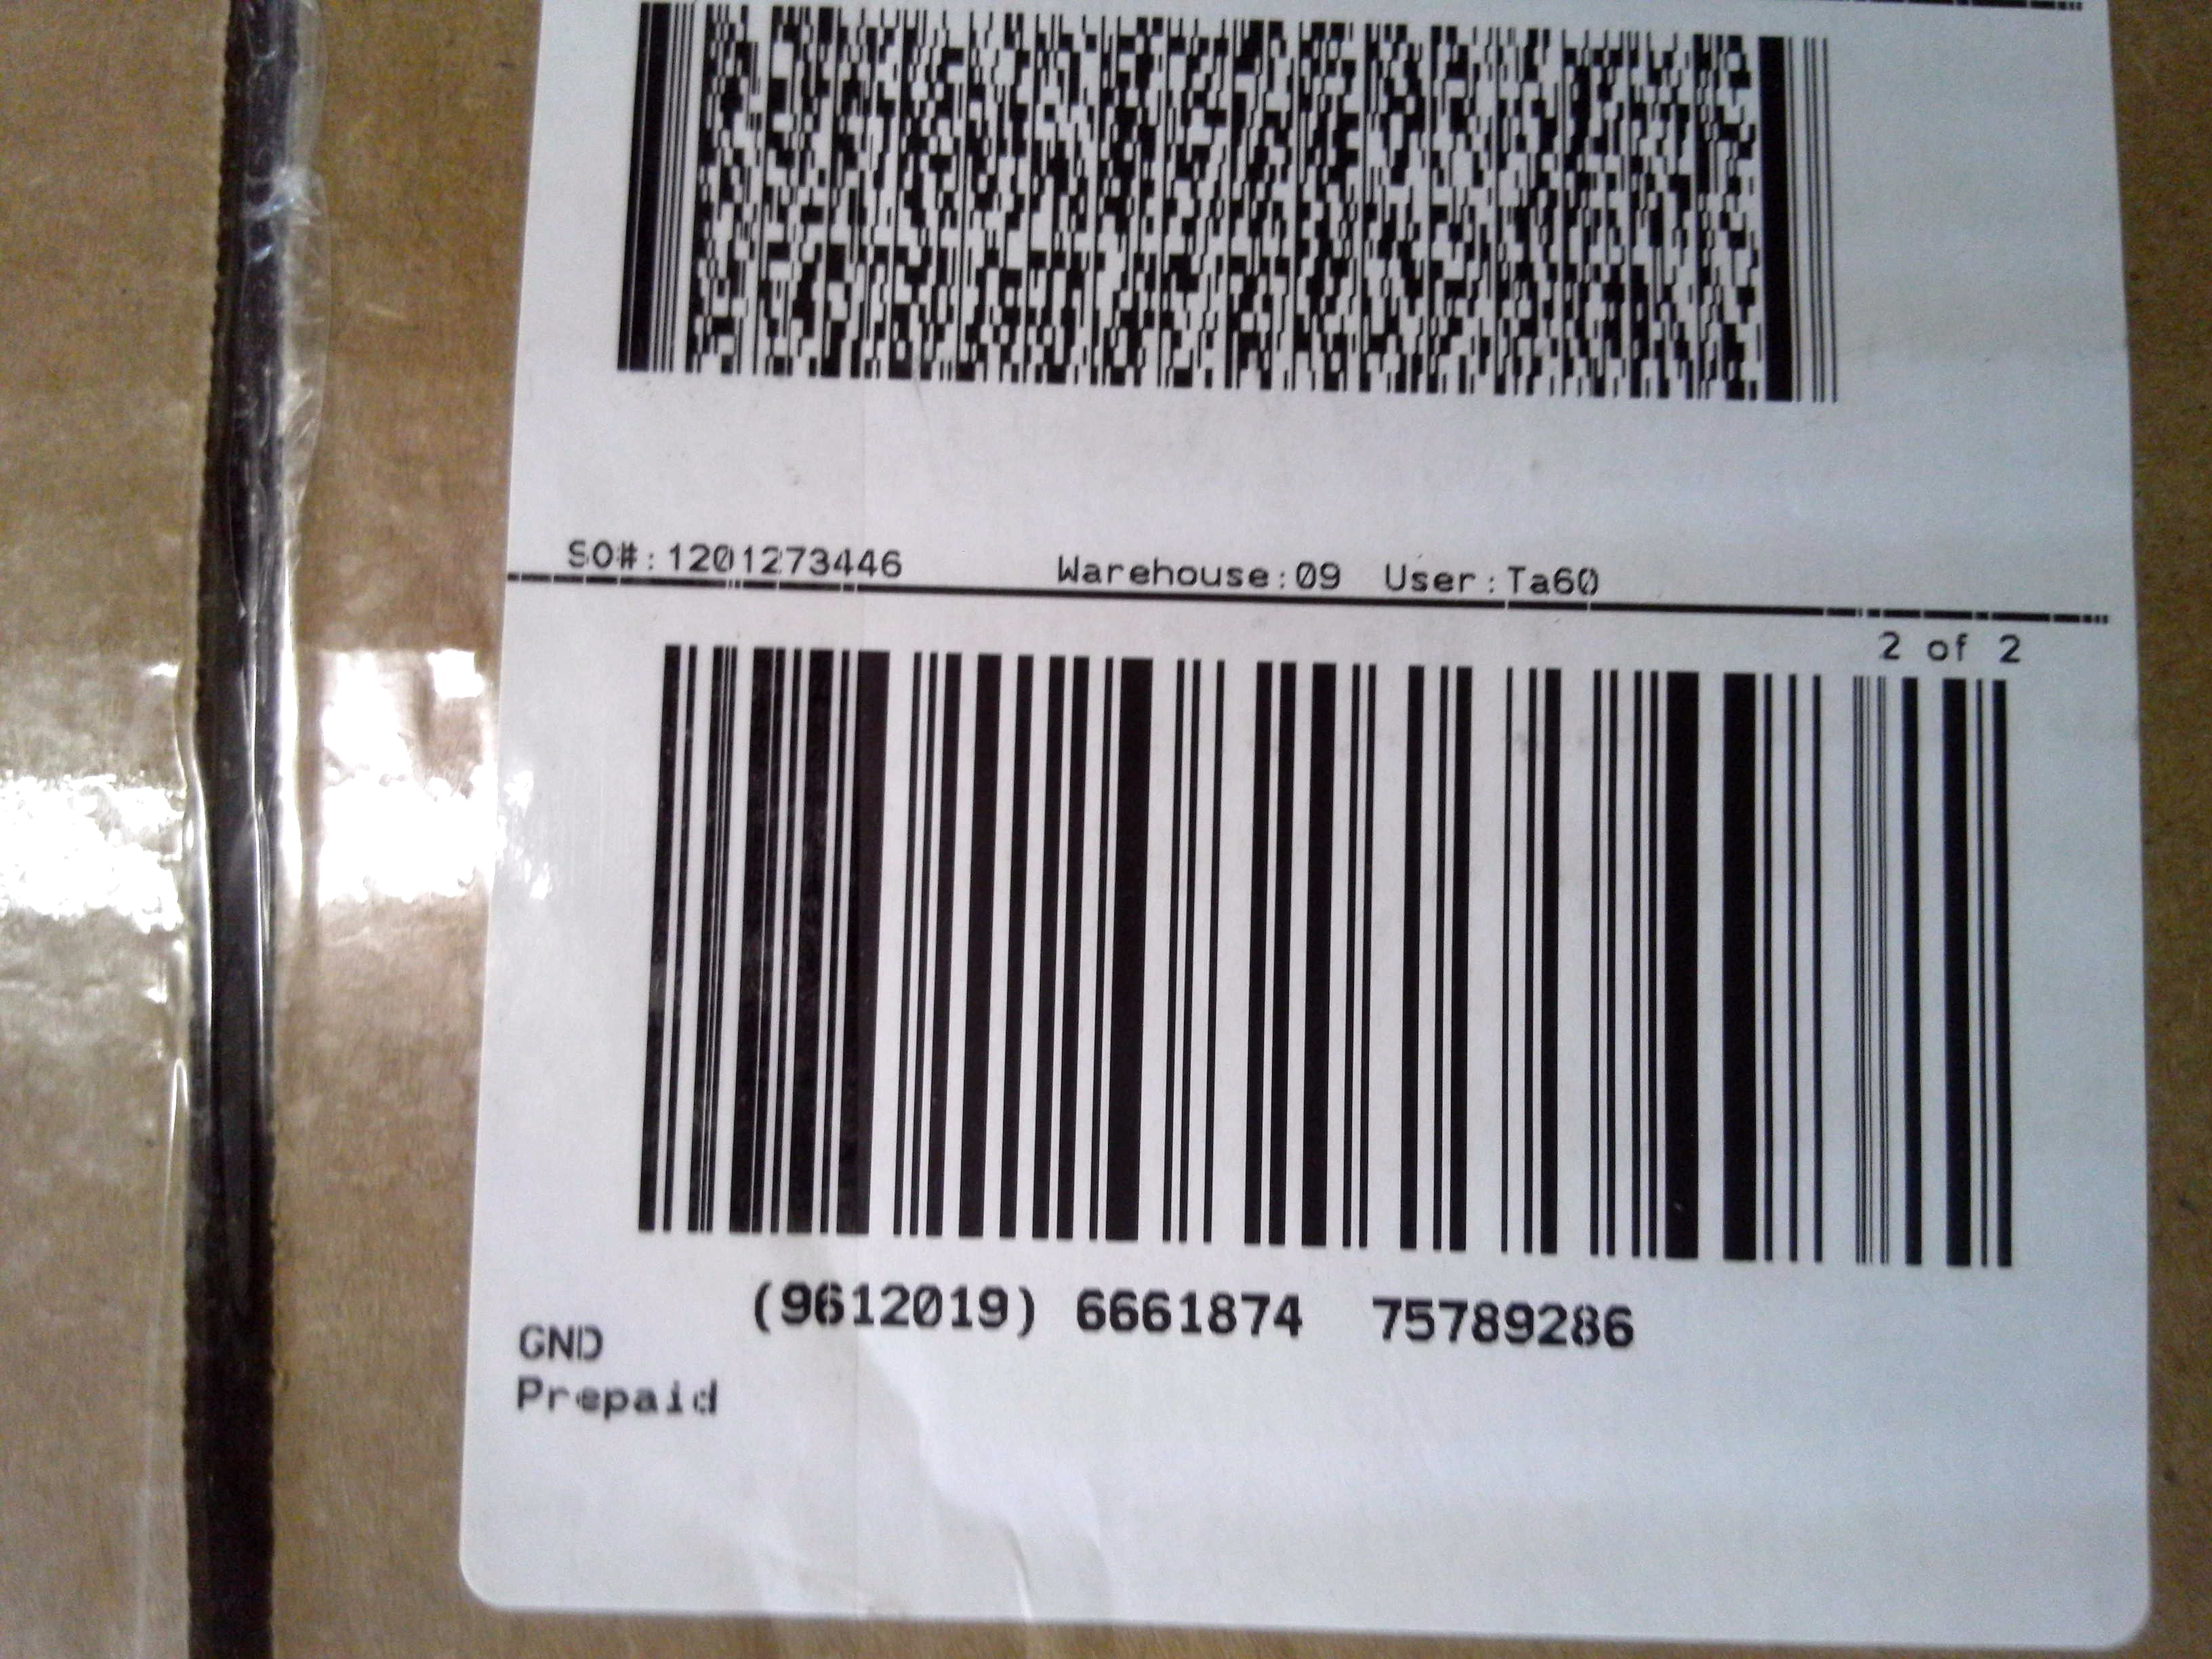 SO#:1201273446 Warehouse:09 User:Ta60
2 of 2
(9612019) 6661874 75789286
GND
Prepaid